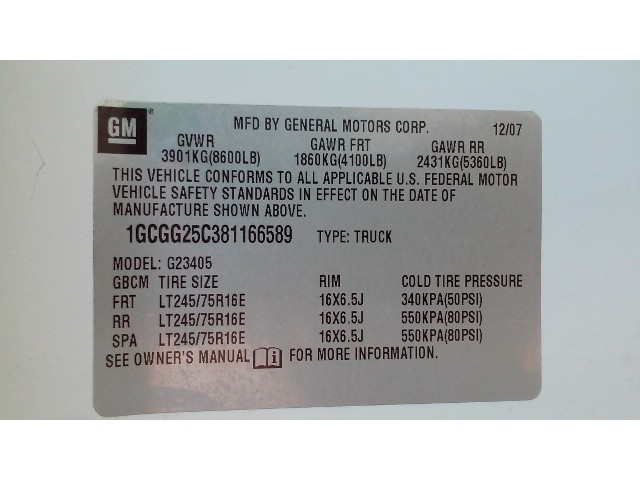 GM ®
MFD BY GENERAL MOTORS CORP. 12/07
GVWR GAWR FRT GAWR RR
3901KG(8600LB) 1860KG(4100LB) 2431KG(5360LB)
THIS VEHICLE CONFORMS TO ALL APPLICABLE U.S. FEDERAL MOTOR
VEHICLE SAFETY STANDARDS IN EFFECT ON THE DATE OF
MANUFACTURE SHOWN ABOVE.
1GCGG25C381166589 TYPE: TRUCK
MODEL: G23405
GBCM TIRE SIZE RIM COLD TIRE PRESSURE
FRT LT245/75R16E 16X6.5J 340KPA(50PSI)
RR LT245/75R16E 16X6.5J 550KPA(80PSI)
SPA LT245/75R16E 16X6.5J 550KPA(80PSI)
SEE OWNER'S MANUAL i FOR MORE INFORMATION.